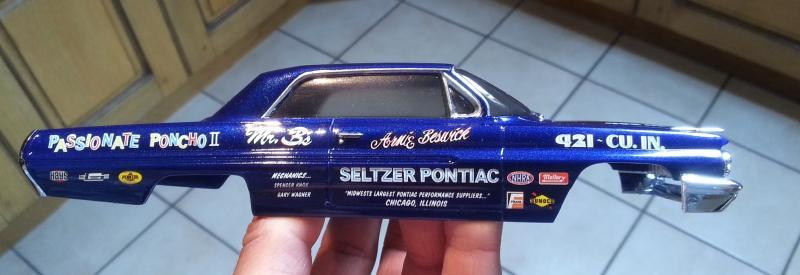 PASSIONATE PONCHO II
Mr. B's
Arnie Beswick
421 - CU. IN.
MECHANICS...
SPENCER KNOX
GARY WAGNER
SELTZER PONTIAC
"MIDWESTS LARGEST PONTIAC PERFORMANCE SUPPLIERS..."
CHICAGO, ILLINOIS
HAYS
NHRA
Mallory
SUNOCO